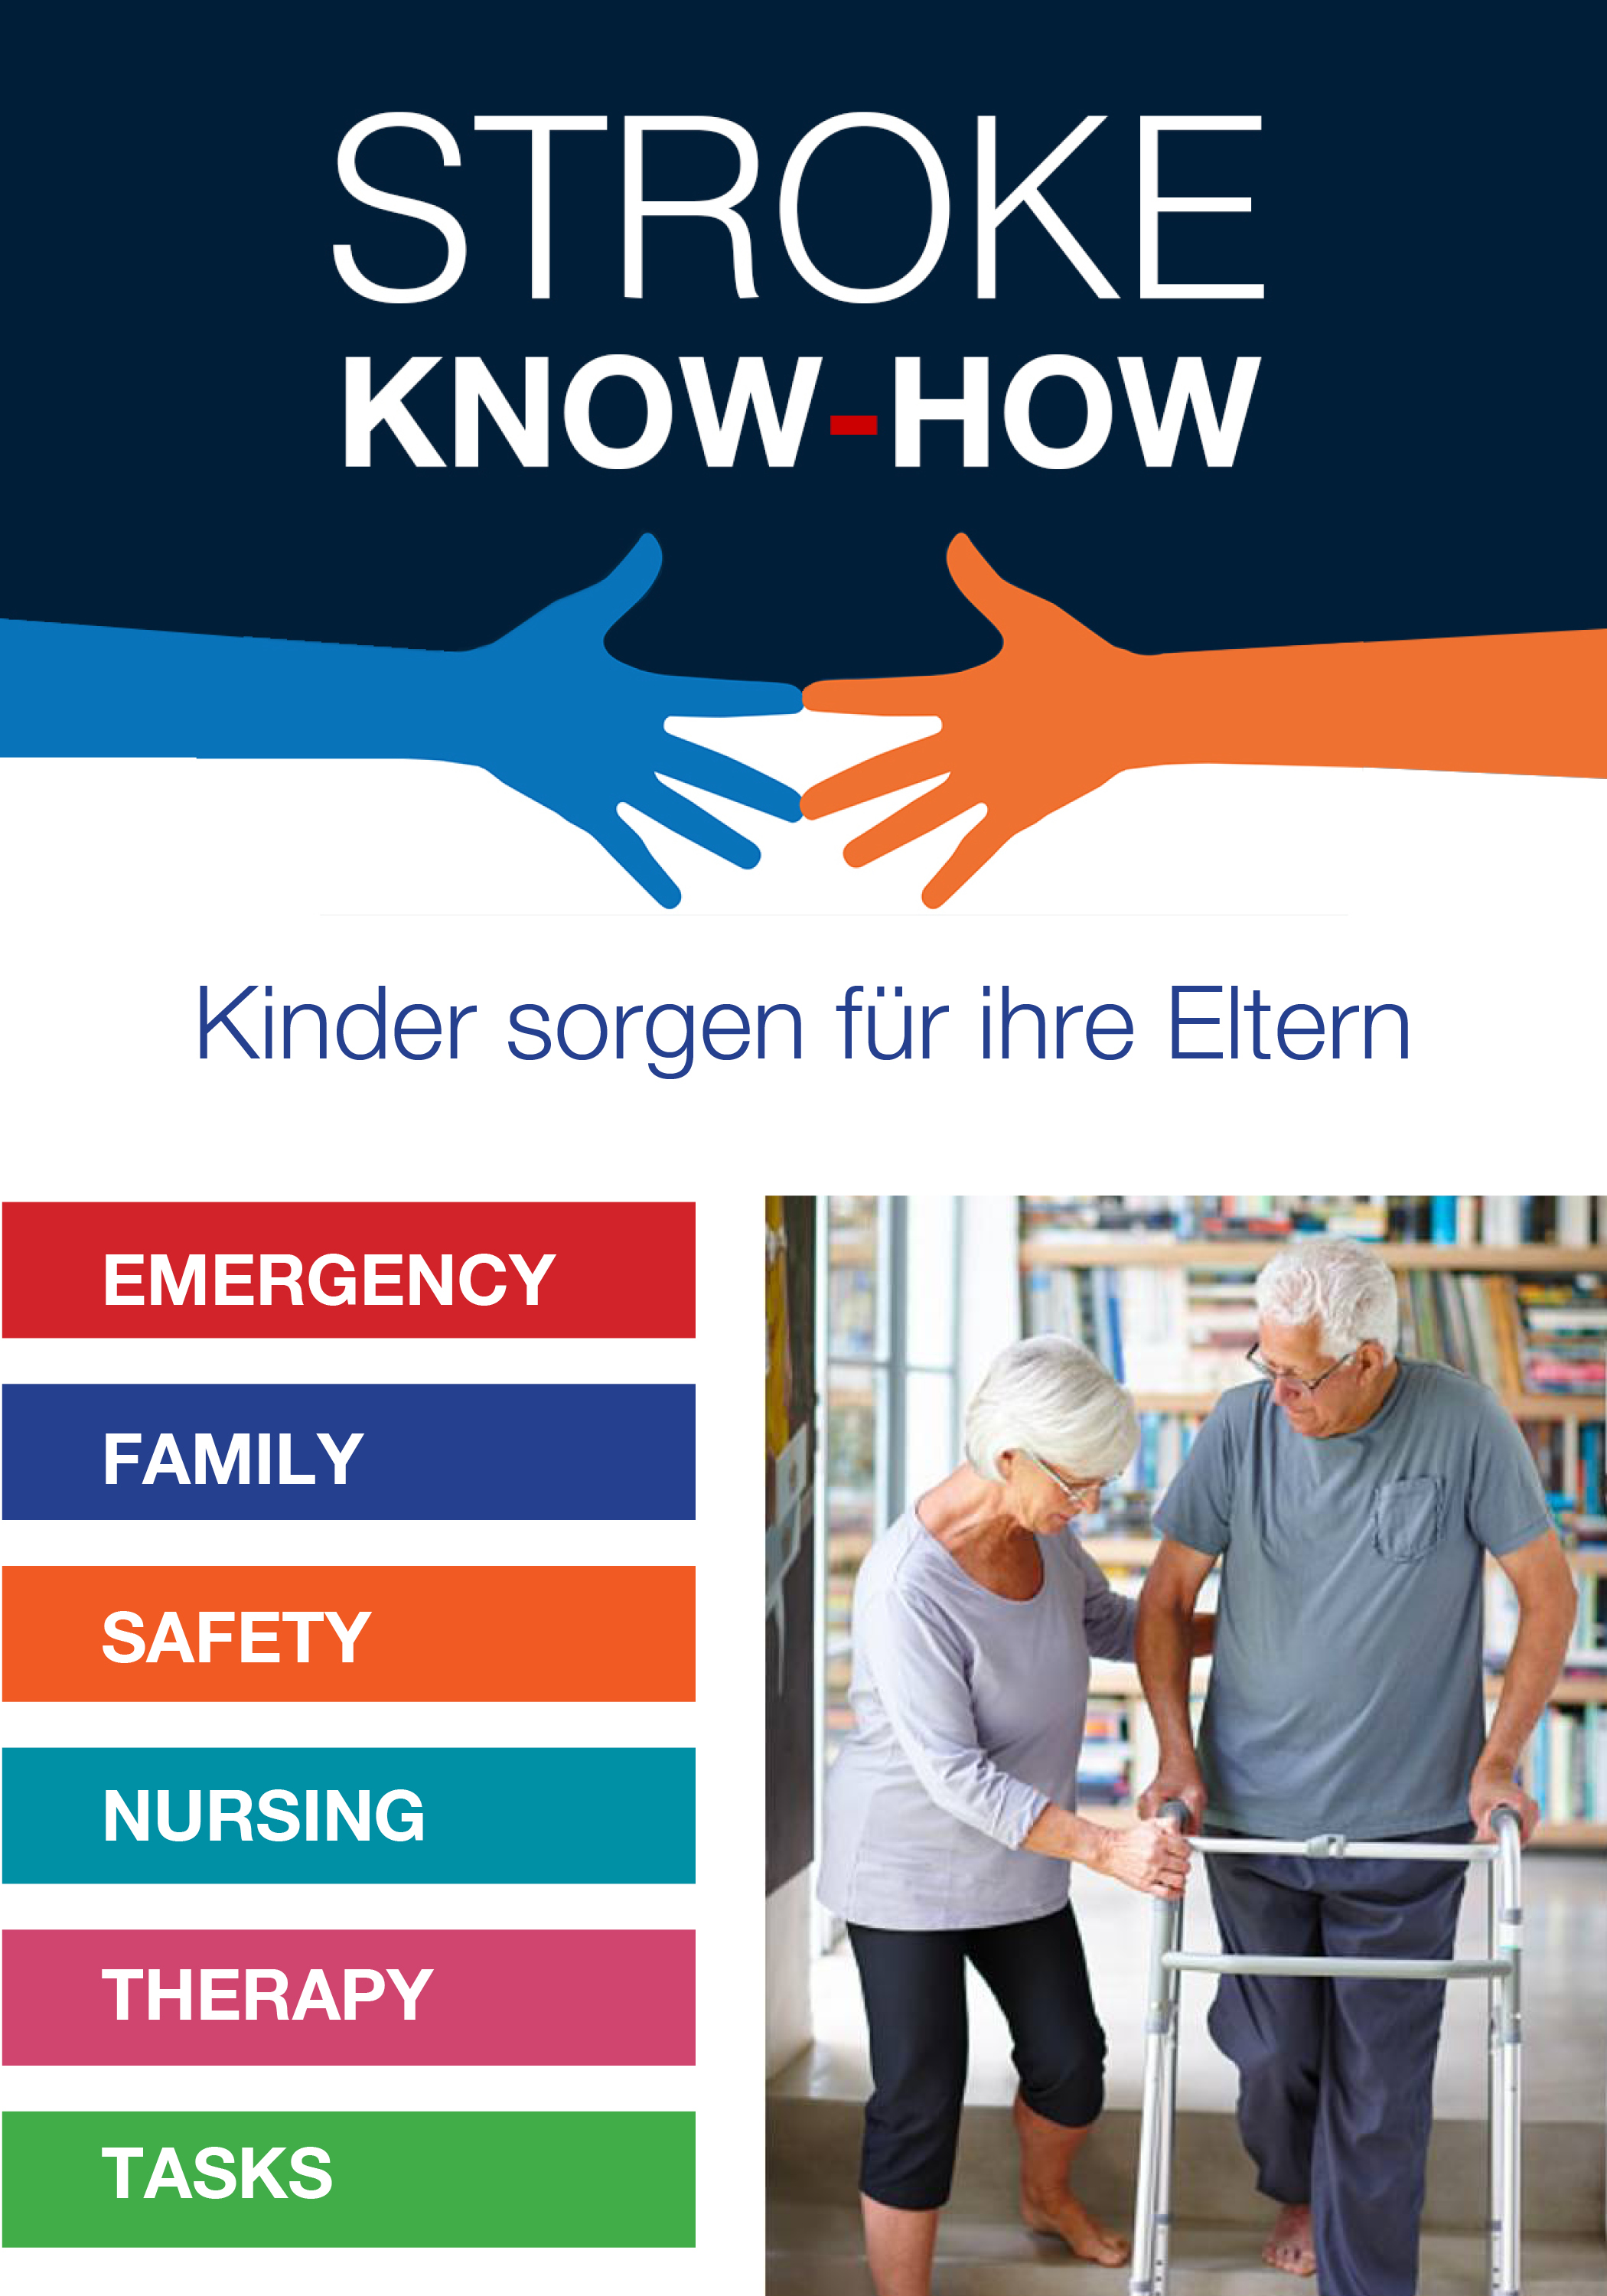 STROKE
KNOW-HOW
Kinder sorgen für ihre Eltern
EMERGENCY
FAMILY
SAFETY
NURSING
THERAPY
TASKS